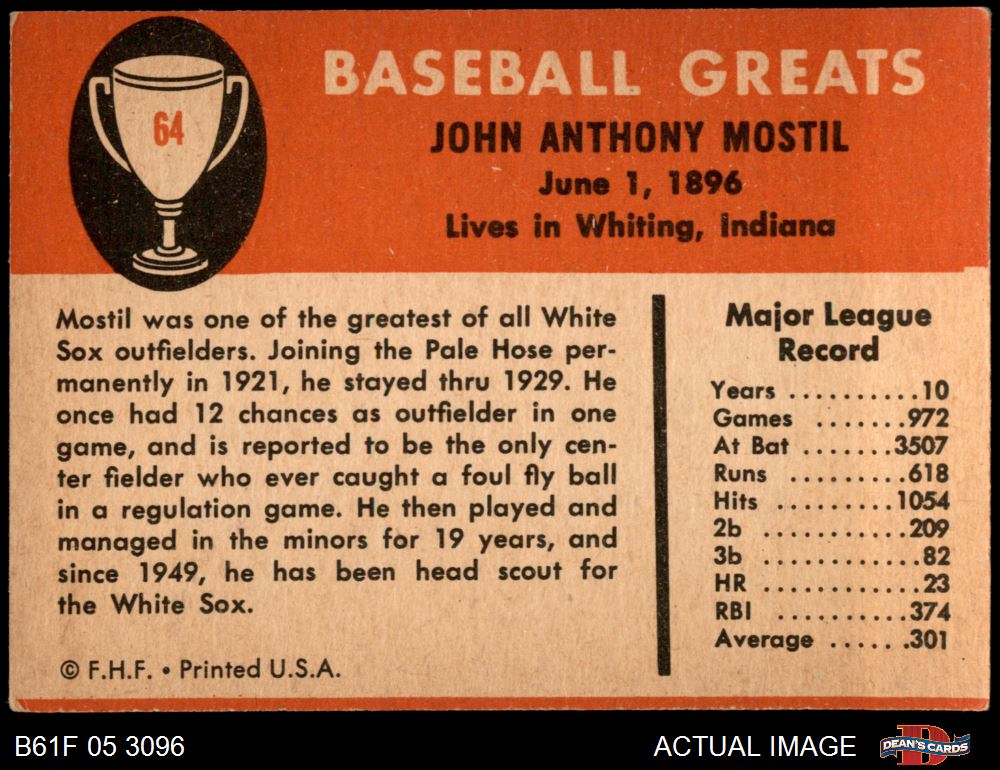 64
BASEBALL GREATS
JOHN ANTHONY MOSTIL
June 1, 1896
Lives in Whiting, Indiana
Mostil was one of the greatest of all White
Sox outfielders. Joining the Pale Hose per-
manently in 1921, he stayed thru 1929. He
once had 12 chances as outfielder in one
game, and is reported to be the only cen-
ter fielder who ever caught a foul fly ball
in a regulation game. He then played and
managed in the minors for 19 years, and
since 1949, he has been head scout for
the White Sox.
© F.H.F. • Printed U.S.A.
Major League
Record
Years ..........10
Games .......972
At Bat .......3507
Runs .........618
Hits .........1054
2b ...........209
3b ............82
HR ............23
RBI ..........374
Average ......301
B61F 05 3096
ACTUAL IMAGE
D
DEAN'S CARDS